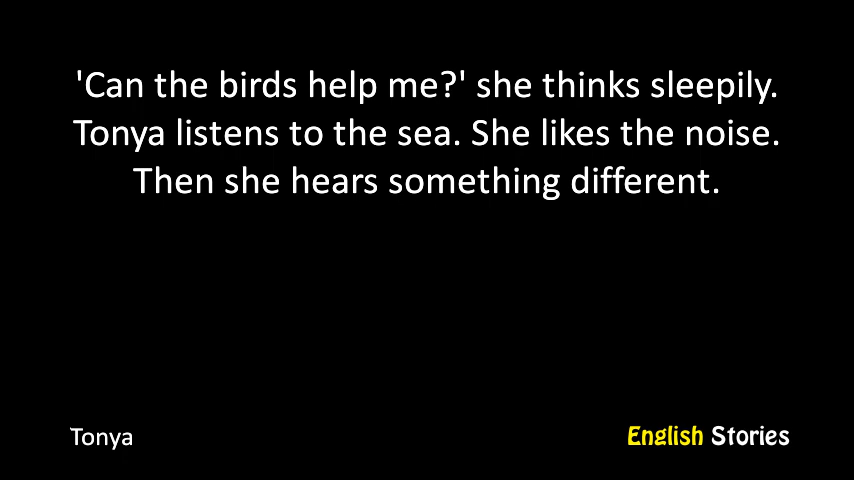 'Can the birds help me?' she thinks sleepily.
Tonya listens to the sea. She likes the noise.
Then she hears something different.
Tonya
English Stories